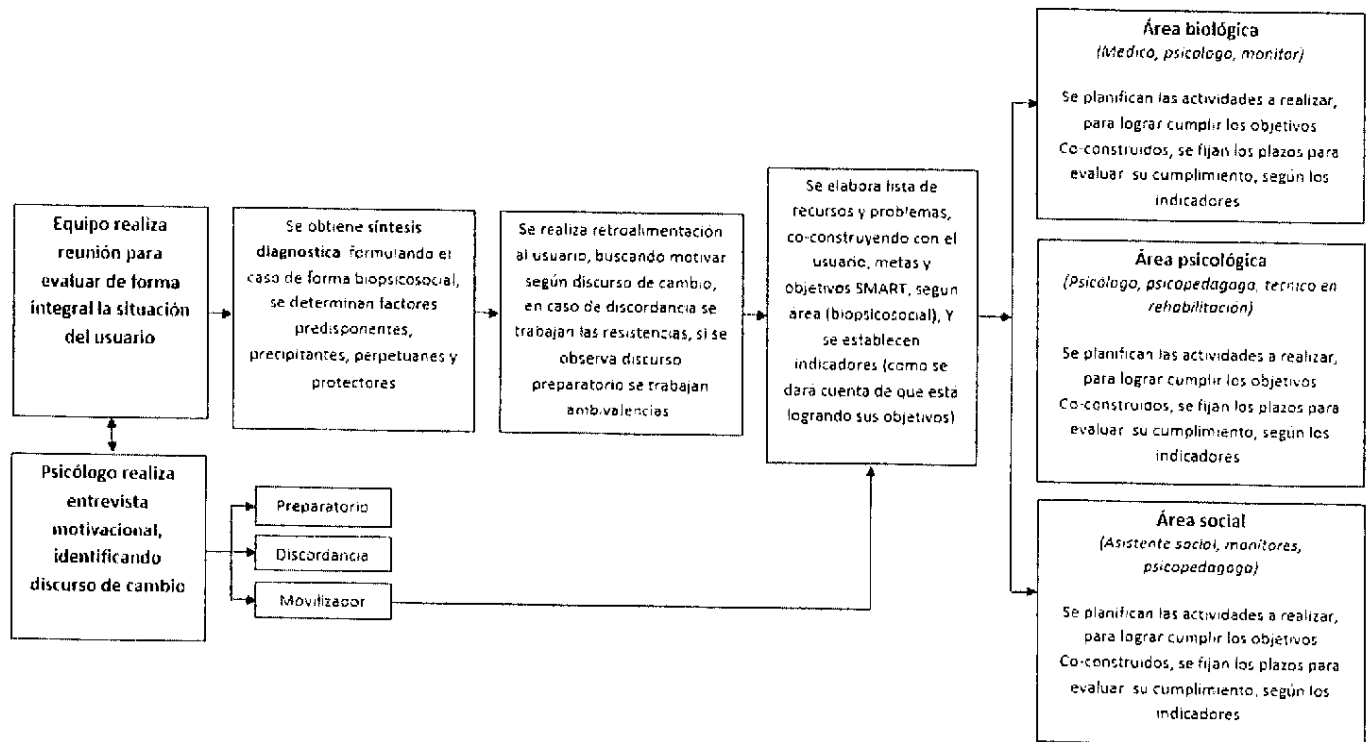 Equipo realiza
reunión para
evaluar de forma
integral la situación
del usuario
Psicólogo realiza
entrevista
motivacional,
identificando
discurso de cambio
Preparatorio
Discordancia
Movilizador
Se obtiene síntesis
diagnostica formulando el
caso de forma biopsicosocial,
se determinan factores
predisponentes,
precipitantes, perpetuanes y
protectores
Se realiza retroalimentación
al usuario, buscando motivar
según discurso de cambio,
en caso de discordancia se
trabajan las resistencias, si se
observa discurso
preparatorio se trabajan
ambivalencias
Se elabora lista de
recursos y problemas,
co-construyendo con el
usuario, metas y
objetivos SMART, según
área (biopsicosocial), Y
se establecen
indicadores (como se
dará cuenta de que está
logrando sus objetivos)
Área biológica
(Medico, psicologo, monitor)
Se planifican las actividades a realizar,
para lograr cumplir los objetivos
Co-construidos, se fijan los plazos para
evaluar su cumplimiento, según los
indicadores
Área psicológica
(Psicólogo, psicopedagogo, tecnico en
rehabilitación)
Se planifican las actividades a realizar,
para lograr cumplir los objetivos
Co-construidos, se fijan los plazos para
evaluar su cumplimiento, según los
indicadores
Área social
(Asistente social, monitores,
psicopedagogo)
Se planifican las actividades a realizar,
para lograr cumplir los objetivos
Co-construidos, se fijan los plazos para
evaluar su cumplimiento, según los
indicadores